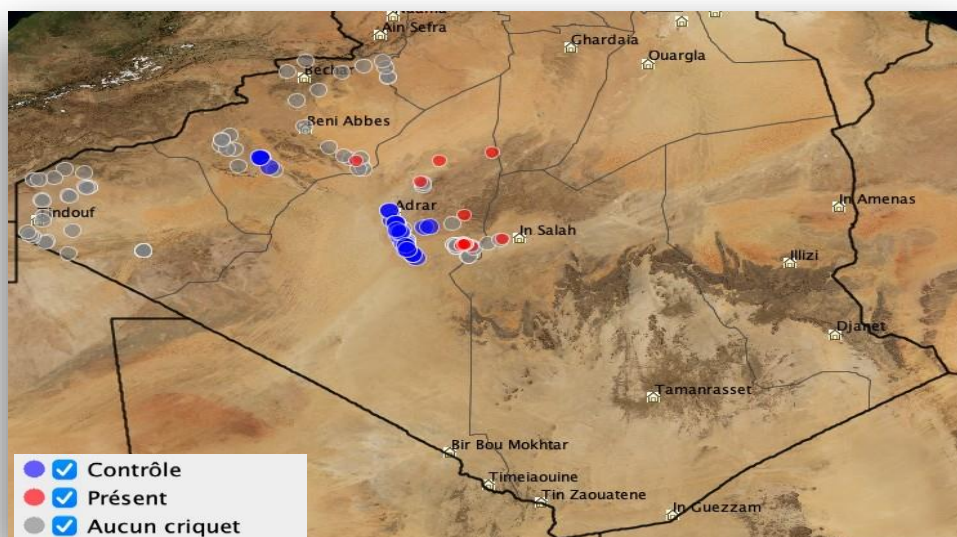 Ain Sefra
Ghardaia
Ouargla
Béchar
Beni Abbes
Tindouf
Adrar
In Salah
In Amenas
Illizi
Djanet
Tamanrasset
Bir Bou Mokhtar
Timeiaouine
Tin Zaouatene
In Guezzam
Contrôle
Présent
Aucun criquet